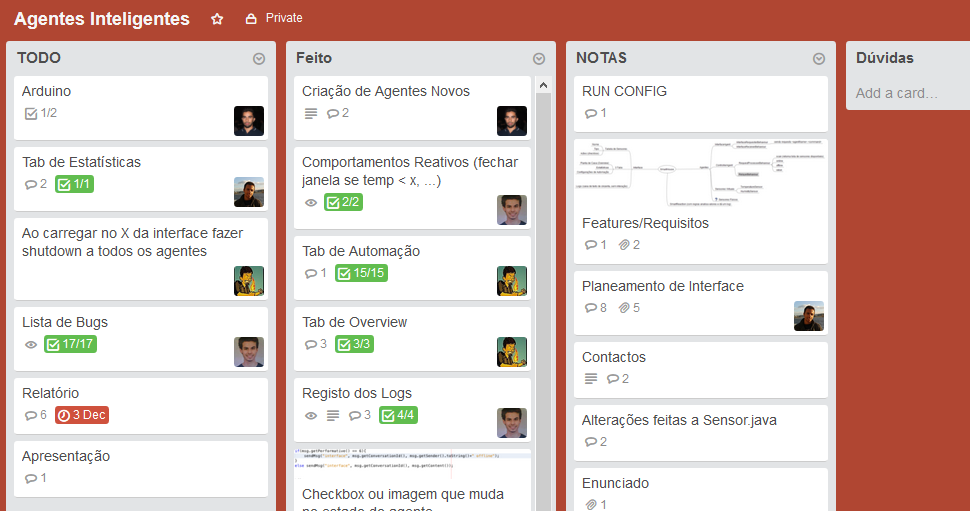 Agentes Inteligentes
Private
TODO
Arduino
1/2
Tab de Estatísticas
2 1/1
Ao carregar no X da interface fazer
shutdown a todos os agentes
Lista de Bugs
17/17
Relatório
6 3 Dec
Apresentação
1
Feito
Criação de Agentes Novos
2
Comportamentos Reativos (fechar
janela se temp < x, ...)
2/2
Tab de Automação
1 15/15
Tab de Overview
3 3/3
Registo dos Logs
3 4/4
Checkbox ou imagem que muda
no estado do agente
NOTAS
RUN CONFIG
1
Features/Requisitos
1 2
Planeamento de Interface
8 5
Contactos
2
Alterações feitas a Sensor.java
2
Enunciado
1
Dúvidas
Add a card...